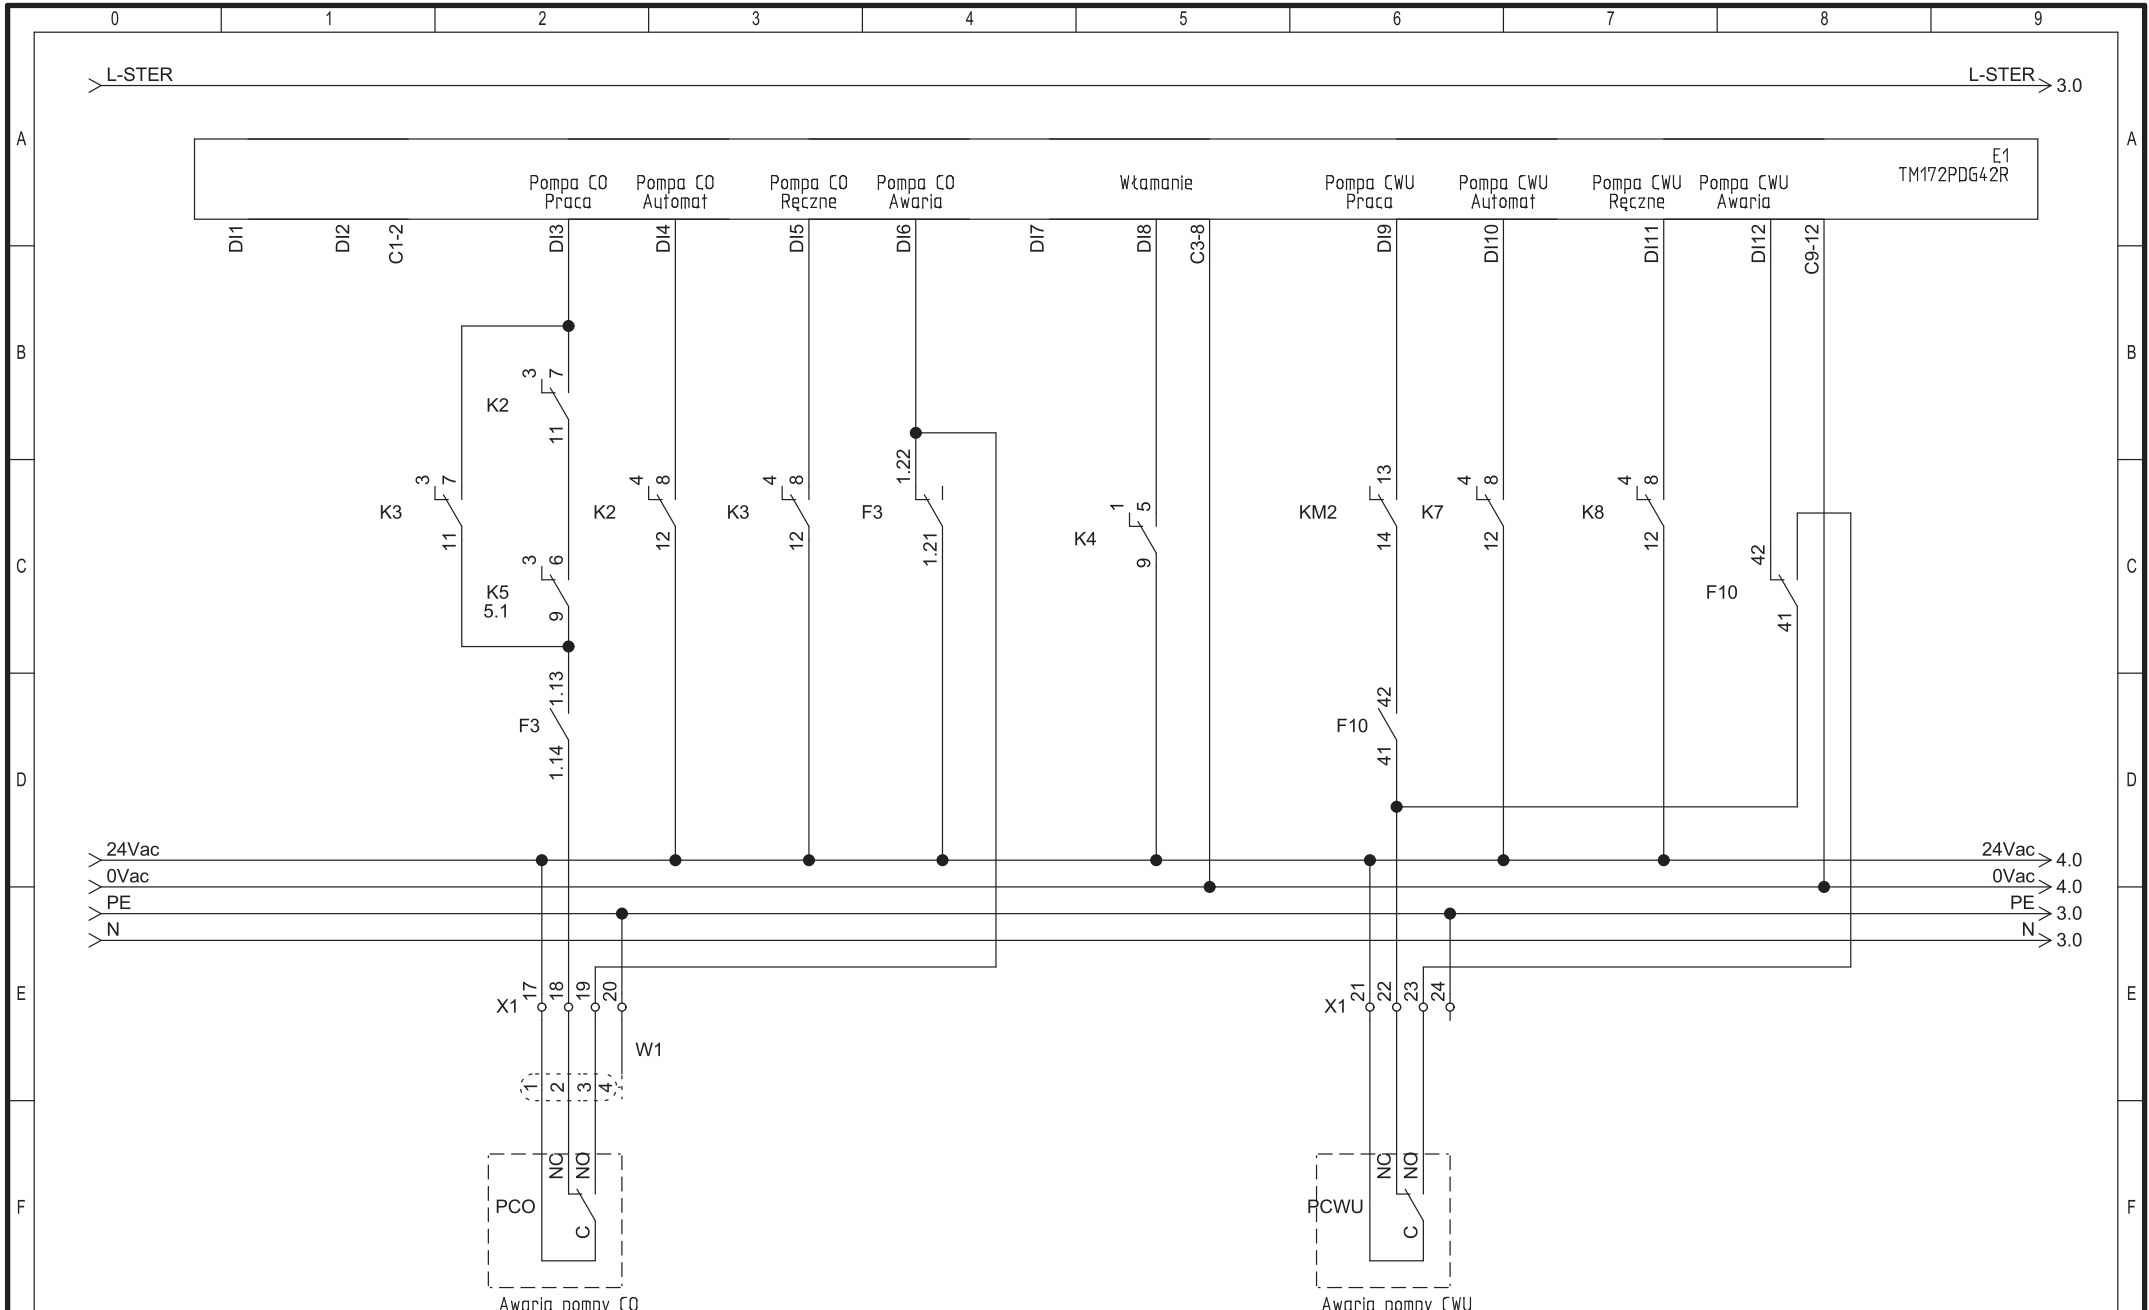 0 1 2 3 4 5 6 7 8 9
L-STER L-STER 3.0
A A
E1
TM172PDG42R
Pompa CO Pompa CO Pompa CO Pompa CO Włamanie Pompa CWU Pompa CWU Pompa CWU Pompa CWU
Praca Automat Ręczne Awaria Praca Automat Ręczne Awaria
DI1 DI2 C1-2 DI3 DI4 DI5 DI6 DI7 DI8 C3-8 DI9 DI10 DI11 DI12 C9-12
B B
3 7
K2
11
1.22
3 7 4 8 4 8 13 4 8 4 8
1 5
K3 K2 K3 F3 KM2 K7 K8
K4
11 12 12 1.21 14 12 12
9
42
C C
3 6
K5 F10
5.1
9 41
1.13 42
F3 F10
1.14 41
D D
24Vac 24Vac 4.0
0Vac 0Vac 4.0
PE PE 3.0
N N 3.0
E E
17 18 19 20 21 22 23 24
X1 X1
W1
1 2 3 4
NC NO NC NO
F F
PCO PCWU
C C
Awaria pompy CO Awaria pompy CWU